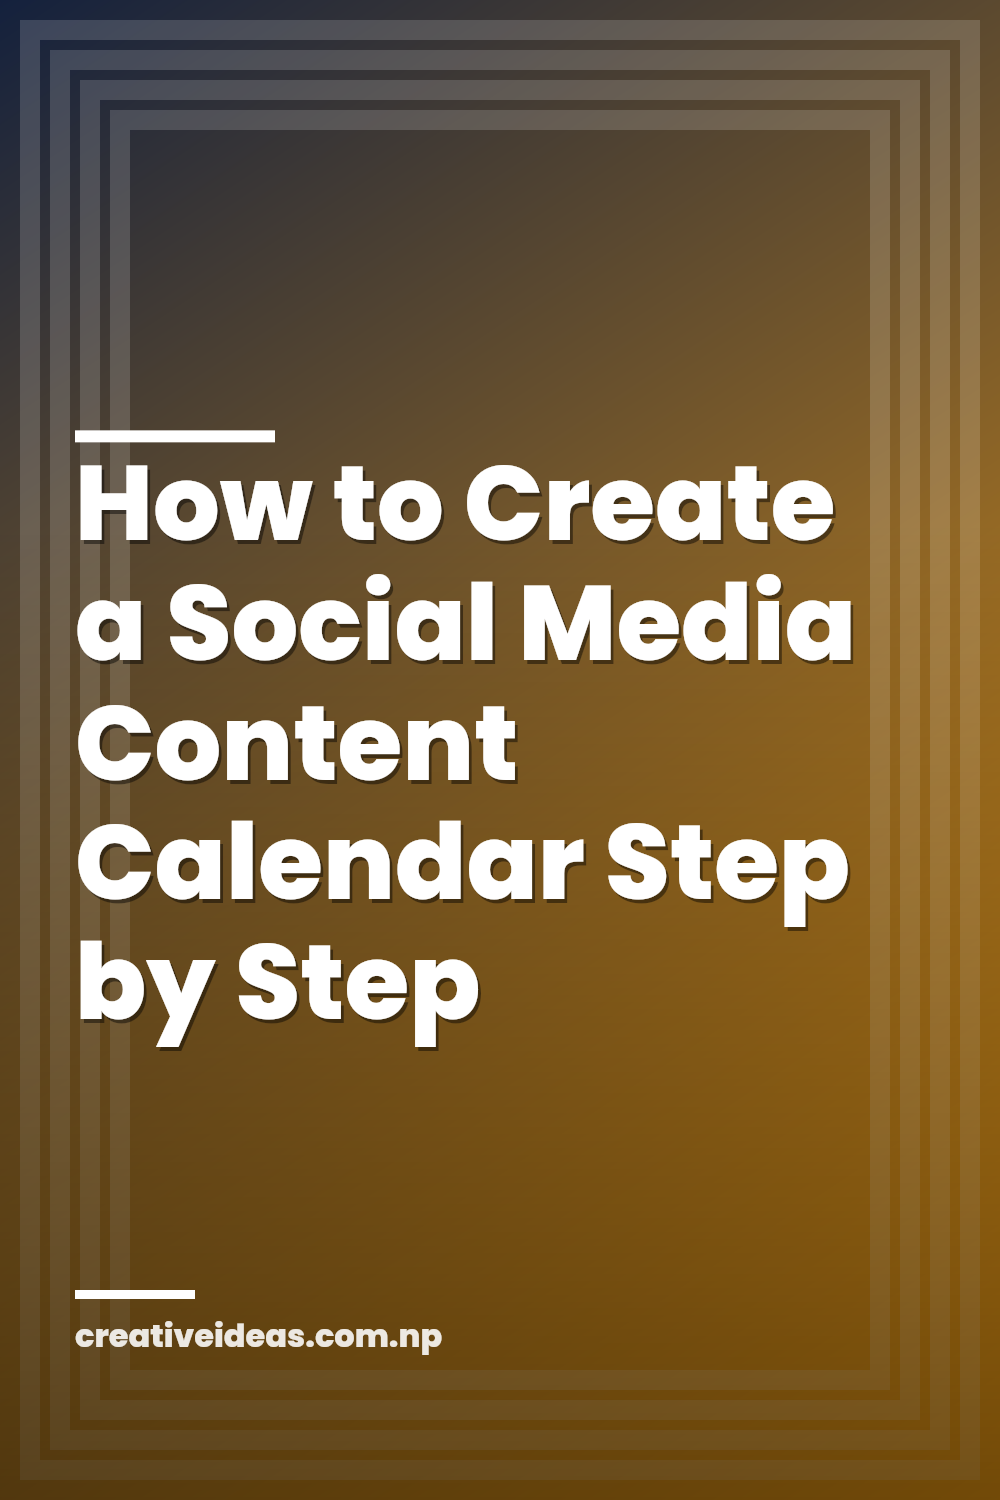 How to Create
a Social Media
Content
Calendar Step
by Step
creativeideas.com.np